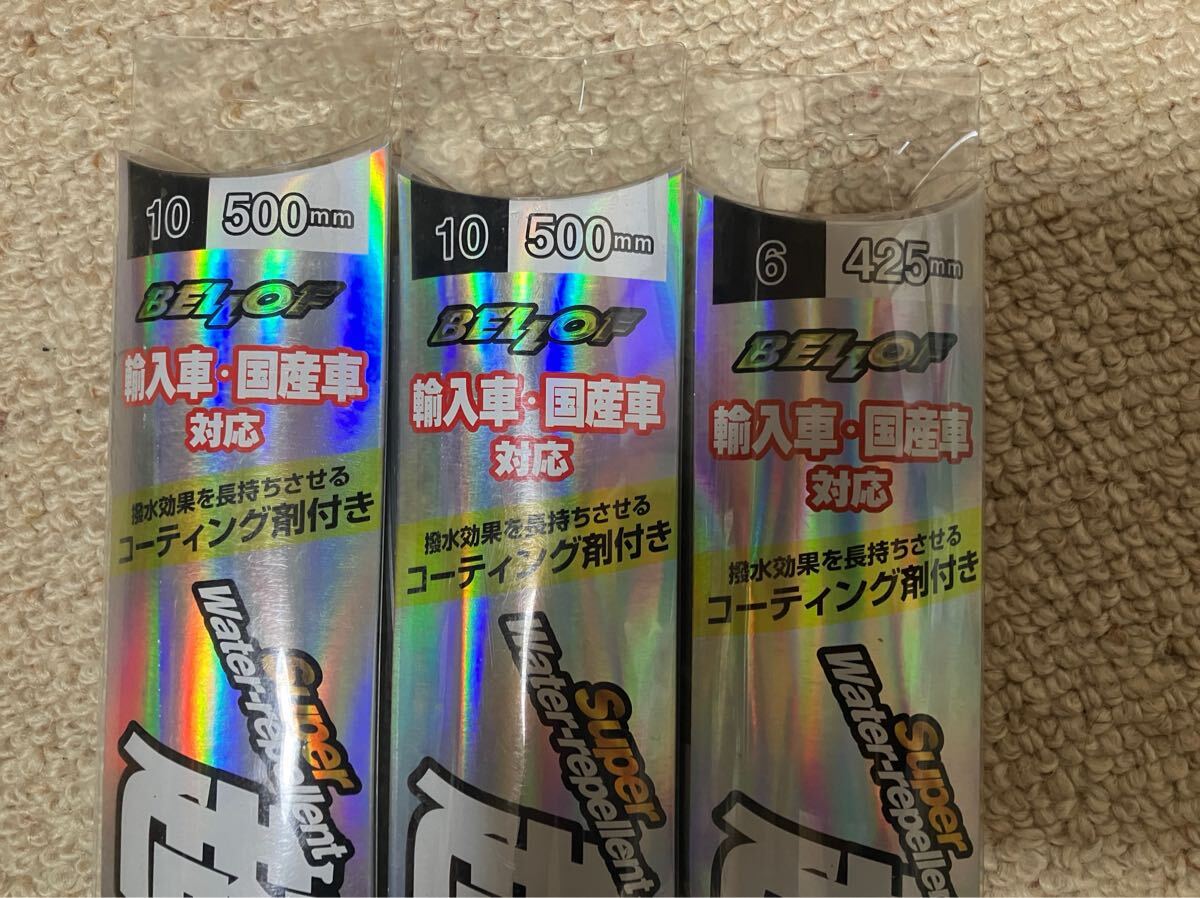 10 500mm
BELLOF
輸入車・国産車
対応
撥水効果を長持ちさせる
コーティング剤付き
Super
Water-repellent
10 500mm
BELLOF
輸入車・国産車
対応
撥水効果を長持ちさせる
コーティング剤付き
Super
Water-repellent
6 425mm
BELLOF
輸入車・国産車
対応
撥水効果を長持ちさせる
コーティング剤付き
Super
Water-repellen